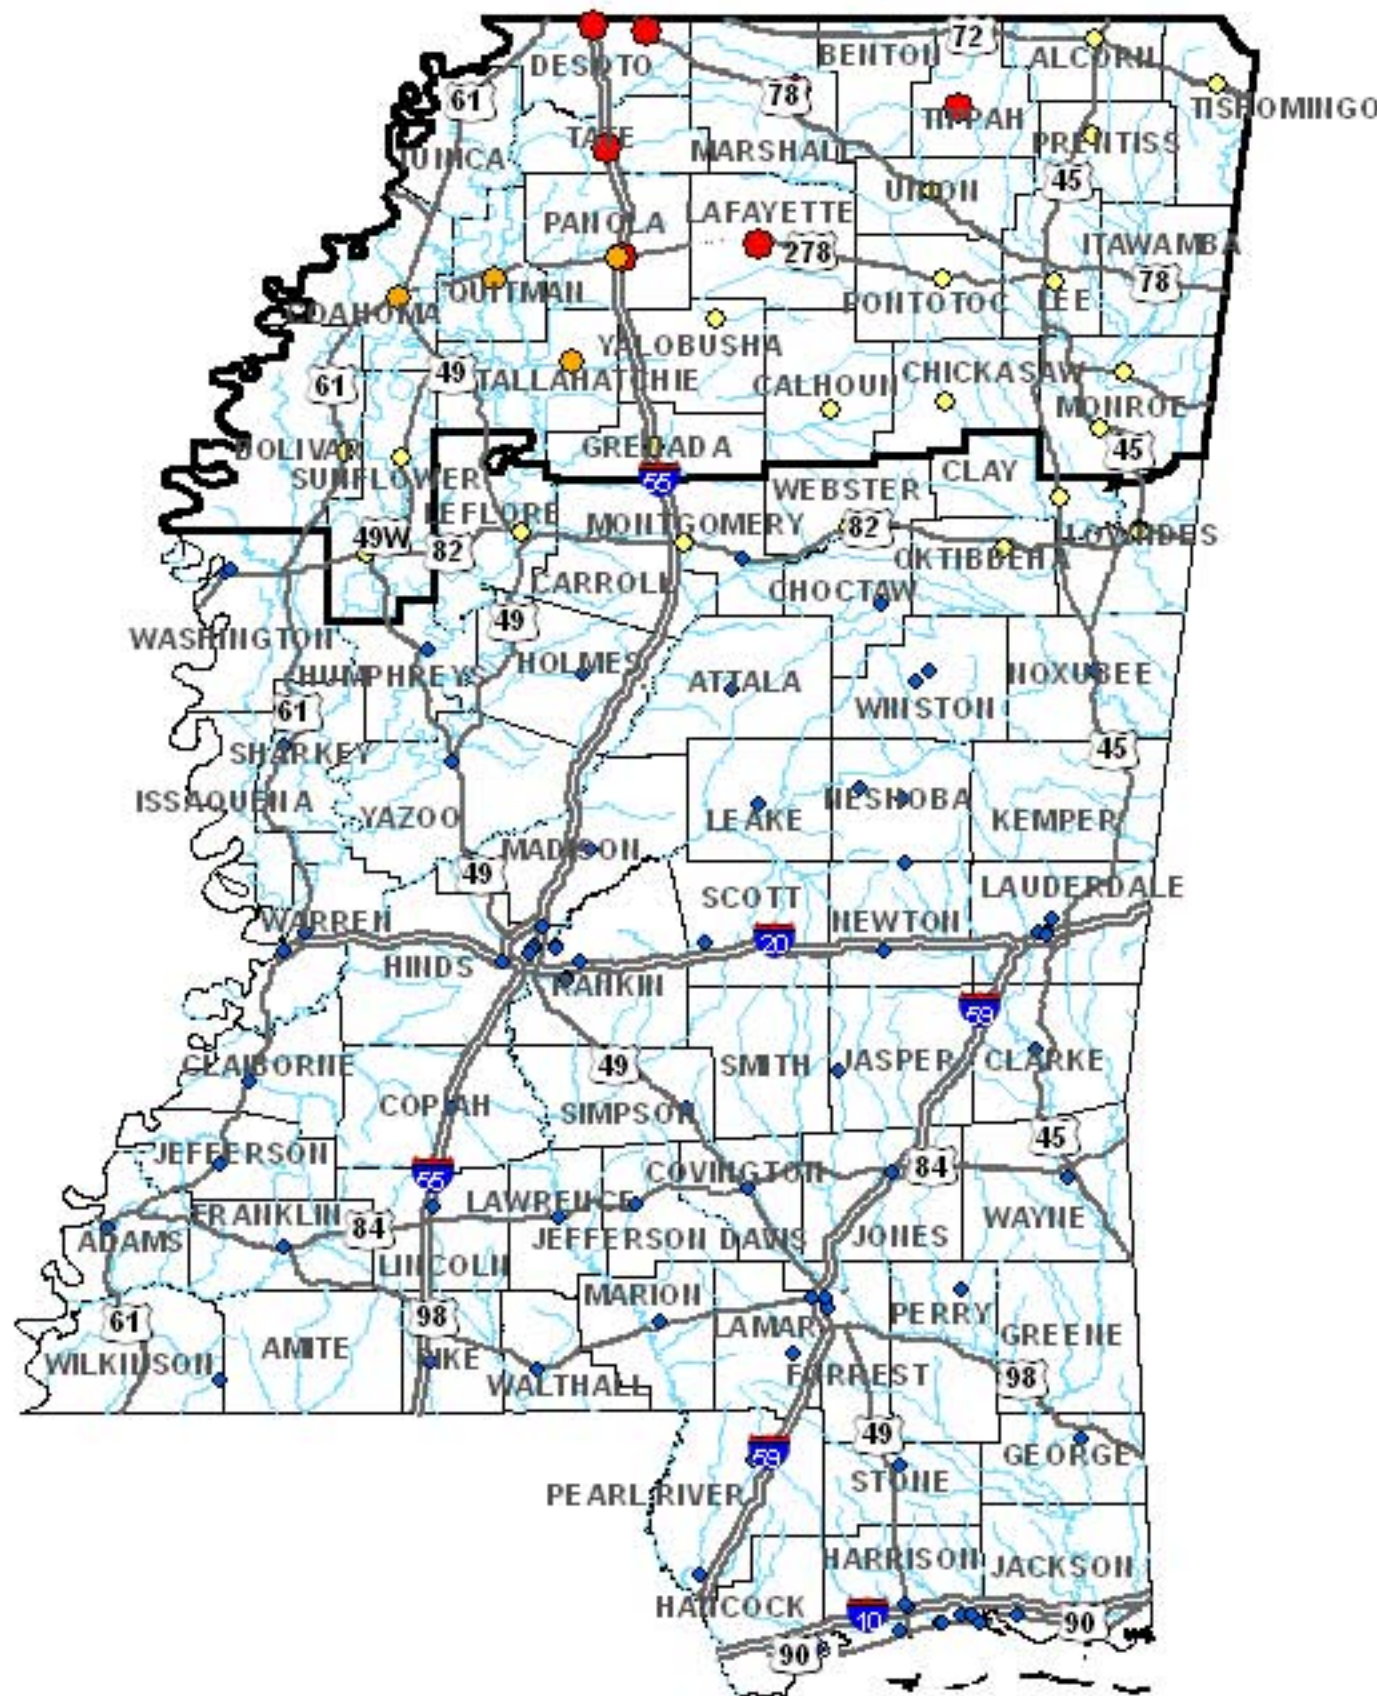 72
BENTON
ALCORN
DESOTO
61
78
TISHOMINGO
TIPPAH
TATE
PRENTISS
TUNICA
MARSHALL
45
UNION
PANOLA
LAFAYETTE
278
ITAWAMBA
78
QUITMAN
PONTOTOC
LEE
COAHOMA
YALOBUSHA
49
61
TALLAHATCHIE
CALHOUN
CHICKASAW
MONROE
GRENADA
45
BOLIVAR
CLAY
SUNFLOWER
55
WEBSTER
LEFLORE
MONTGOMERY
82
49W
LOWNDES
82
OKTIBBEHA
CARROLL
CHOCTAW
49
WASHINGTON
HOLMES
HUMPHREYS
ATTALA
NOXUBEE
WINSTON
61
SHARKEY
45
ISSAQUENA
NESHOBA
YAZOO
LEAKE
KEMPER
MADISON
49
LAUDERDALE
SCOTT
WARREN
NEWTON
20
HINDS
RANKIN
59
CLAIBORNE
49
SMITH
JASPER
CLARKE
COPIAH
SIMPSON
45
JEFFERSON
55
COVINGTON
84
LAWRENCE
FRANKLIN
84
WAYNE
ADAMS
JEFFERSON DAVIS
JONES
LINCOLN
MARION
61
98
LAMAR
PERRY
GREENE
WILKINSON
AMITE
PIKE
WALTHALL
FORREST
98
49
59
GEORGE
STONE
PEARL RIVER
HARRISON
JACKSON
HANCOCK
10
90
90